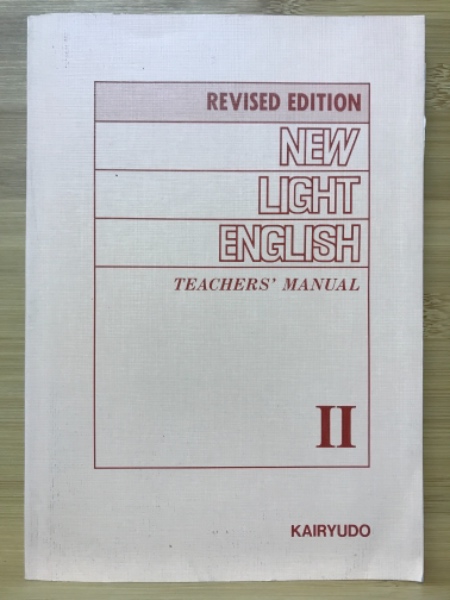 REVISED EDITION
NEW
LIGHT
ENGLISH
TEACHERS' MANUAL
II
KAIRYUDO